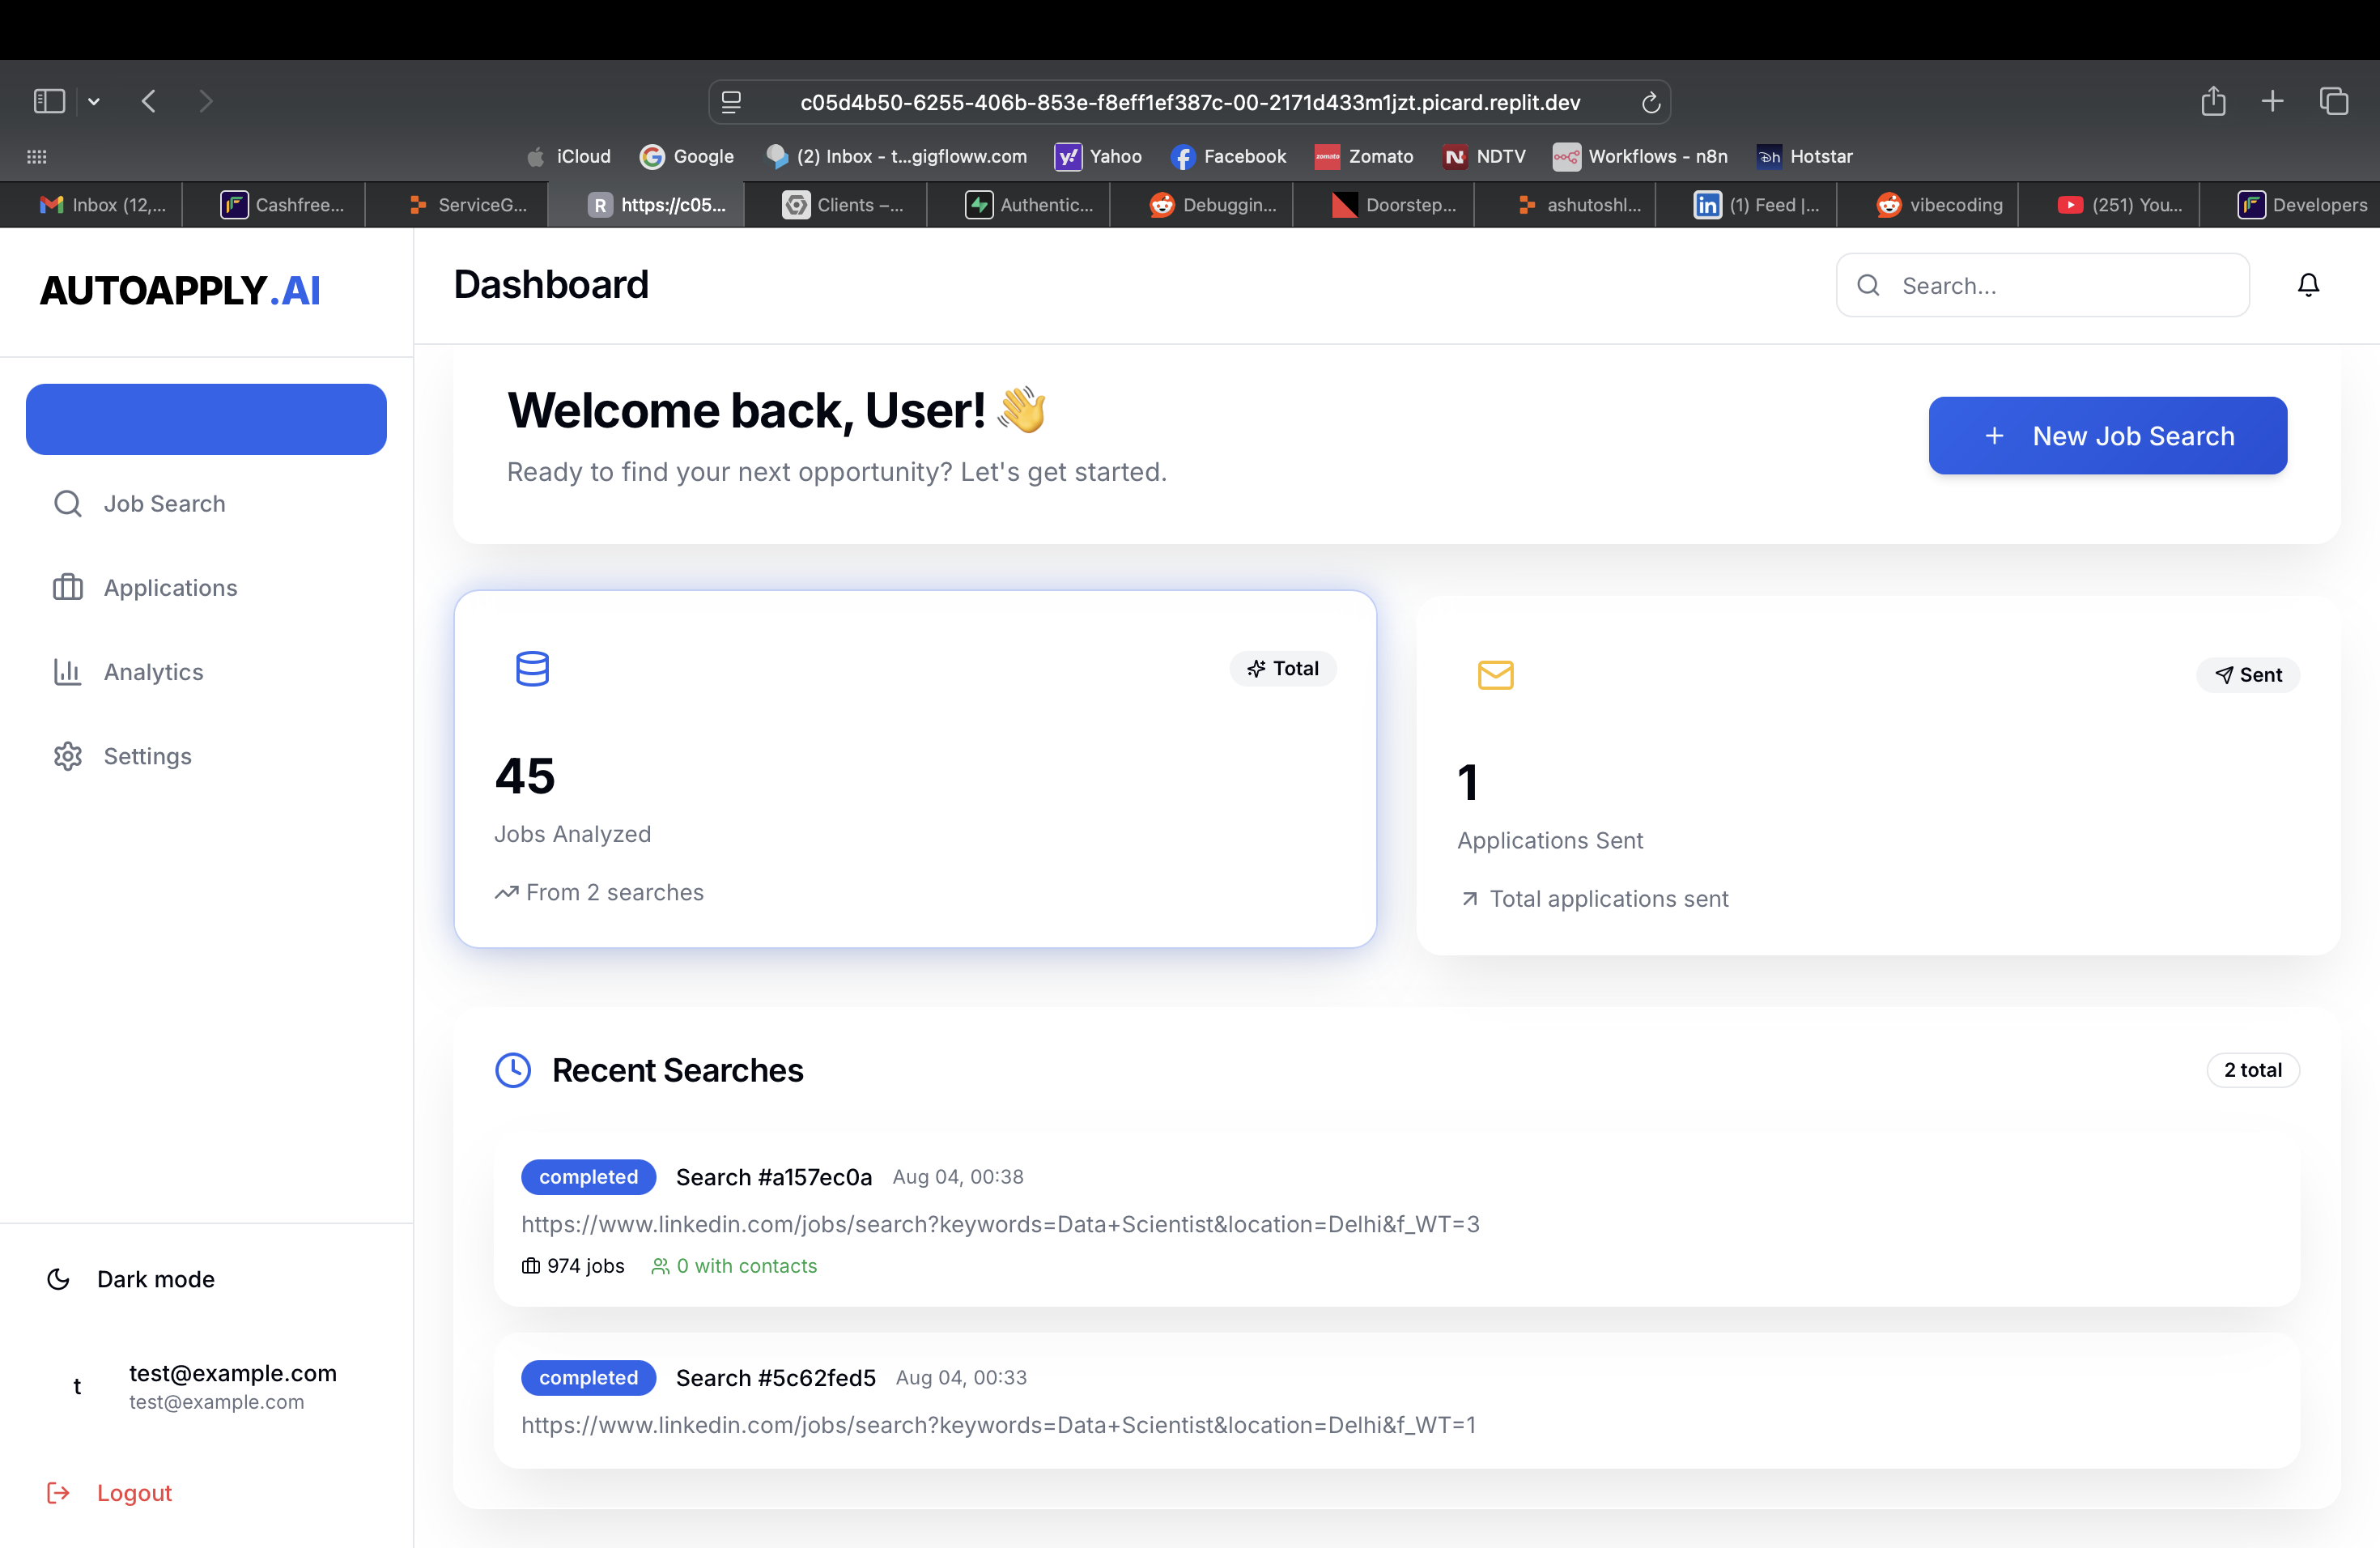 c05d4b50-6255-406b-853e-f8eff1ef387c-00-2171d433m1jzt.picard.replit.dev
iCloud
Google
(2) Inbox - t...gigfloww.com
Yahoo
Facebook
zomato Zomato
NDTV
Workflows - n8n
Hotstar
Inbox (12,...
Cashfree...
ServiceG...
R https://c05...
Clients –...
Authentic...
Debuggin...
Doorstep...
ashutoshl...
in (1) Feed |...
vibecoding
(251) You...
Developers
AUTOAPPLY.AI
Dashboard
Search...
Job Search
Applications
Analytics
Settings
Welcome back, User! 👋
Ready to find your next opportunity? Let's get started.
New Job Search
Total
45
Jobs Analyzed
From 2 searches
Sent
1
Applications Sent
Total applications sent
Recent Searches
2 total
completed Search #a157ec0a Aug 04, 00:38
https://www.linkedin.com/jobs/search?keywords=Data+Scientist&location=Delhi&f_WT=3
974 jobs 0 with contacts
completed Search #5c62fed5 Aug 04, 00:33
https://www.linkedin.com/jobs/search?keywords=Data+Scientist&location=Delhi&f_WT=1
Dark mode
t
test@example.com
test@example.com
Logout